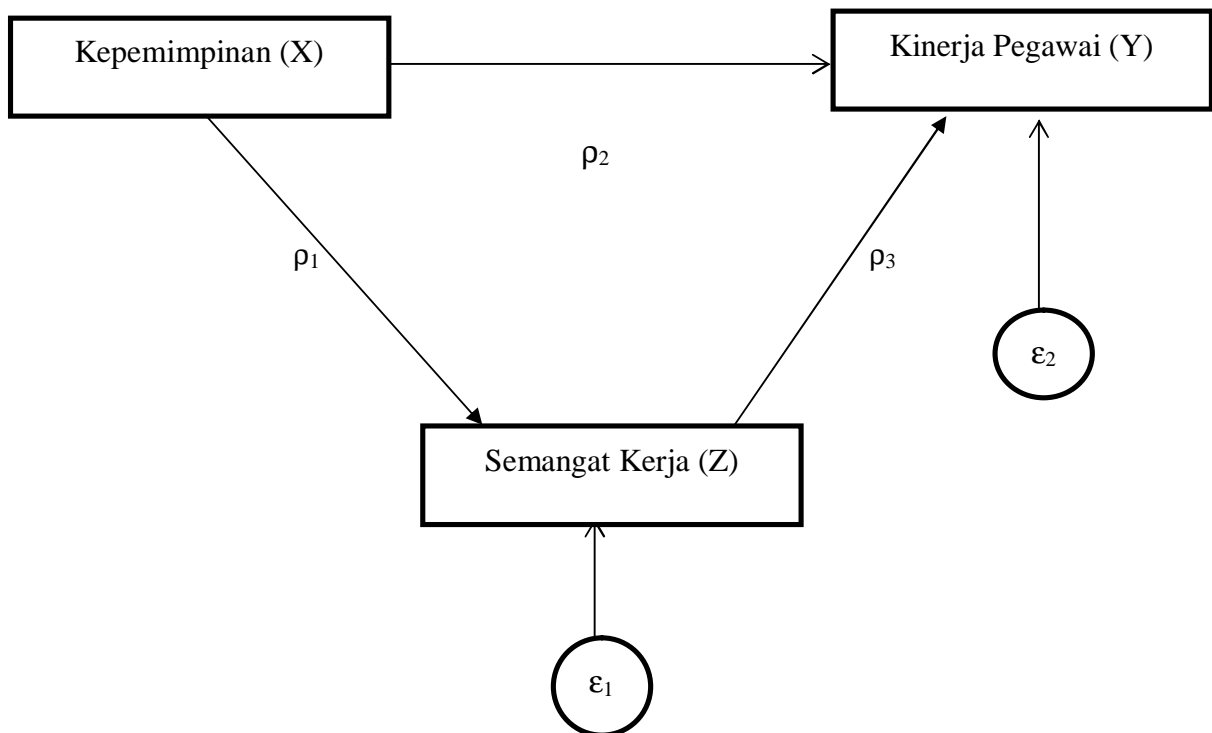 Kepemimpinan (X)
Kinerja Pegawai (Y)
ρ₂
ρ₁
ρ₃
ε₂
Semangat Kerja (Z)
ε₁